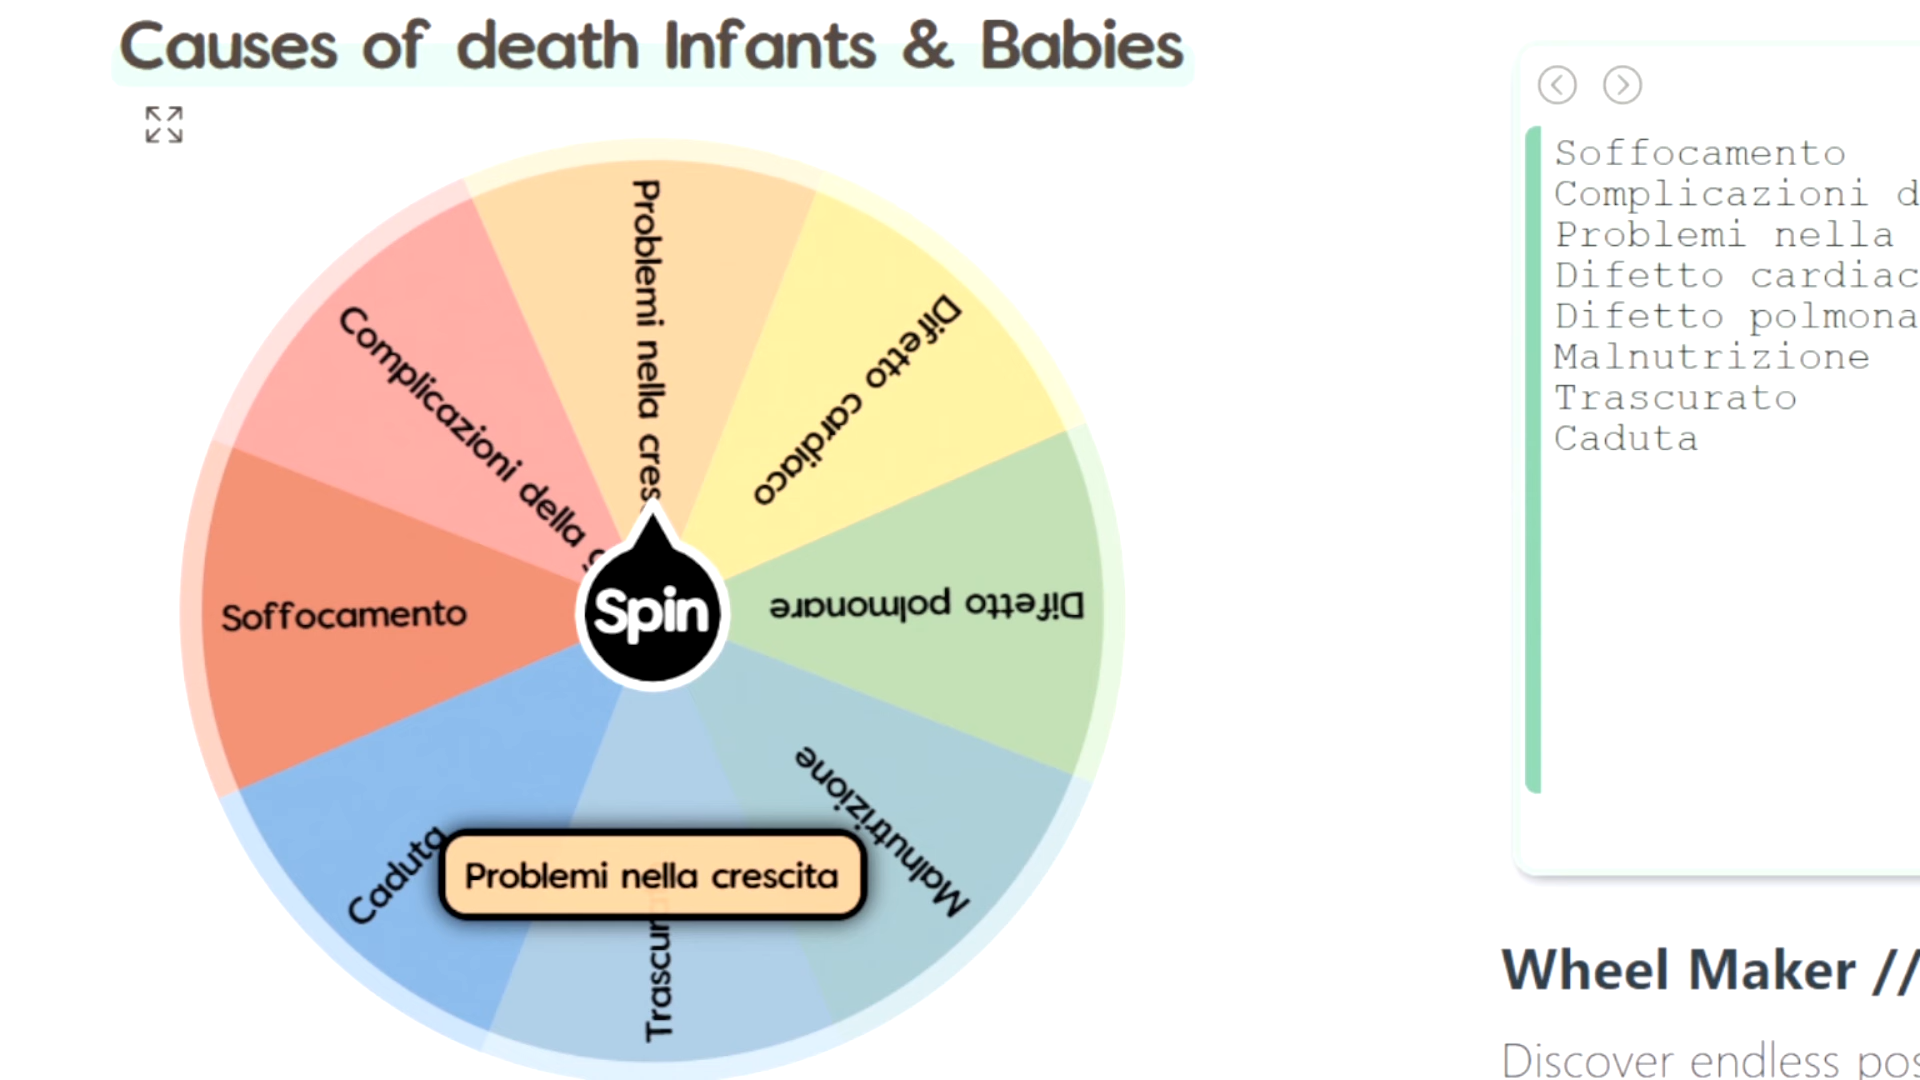 Causes of death Infants & Babies
Problemi nella cres
Difetto cardiaco
Complicazioni della
Difetto polmonare
Soffocamento
Spin
Malnutrizione
Caduta
Problemi nella crescita
Soffocamento
Complicazioni d
Problemi nella
Difetto cardiac
Difetto polmona
Malnutrizione
Trascurato
Caduta
Wheel Maker //
Discover endless pos